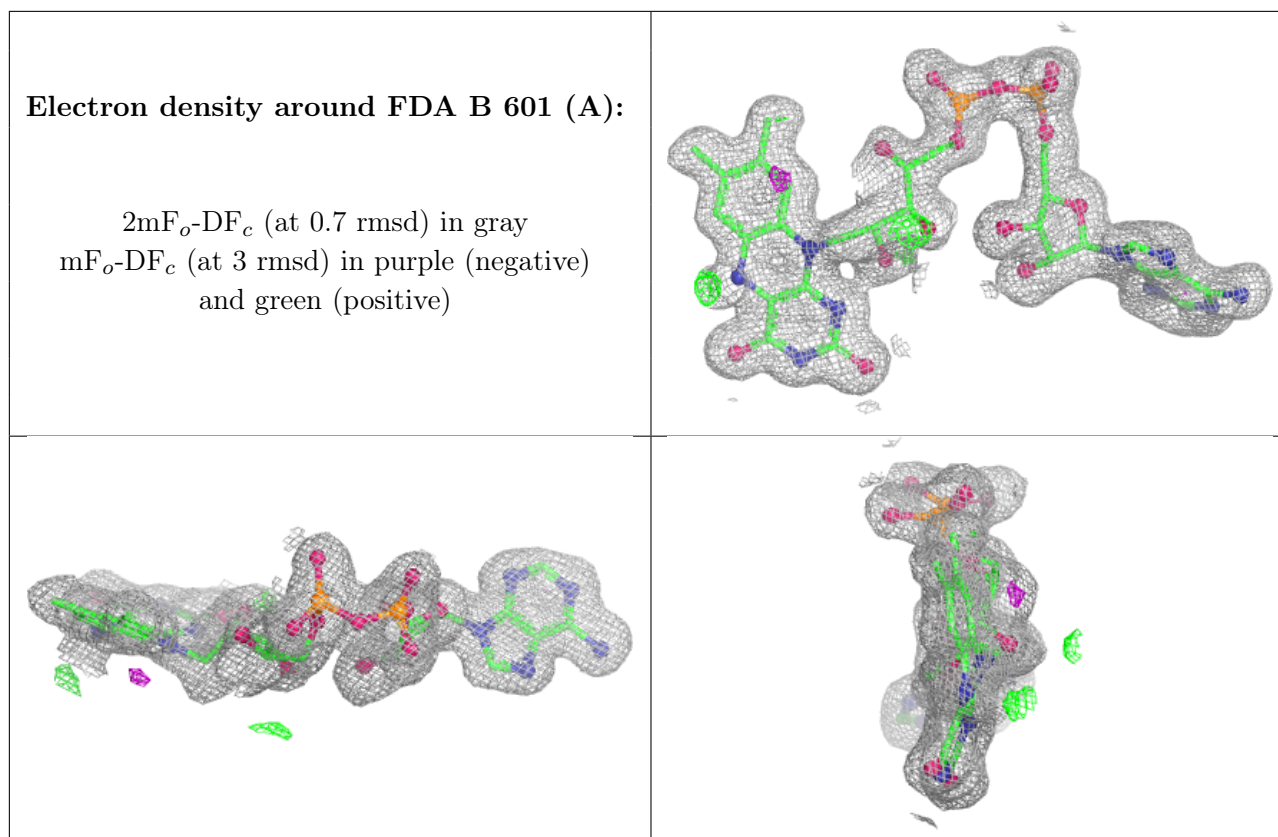 Electron density around FDA B 601 (A):
2mFo-DFc (at 0.7 rmsd) in gray
mFo-DFc (at 3 rmsd) in purple (negative)
and green (positive)